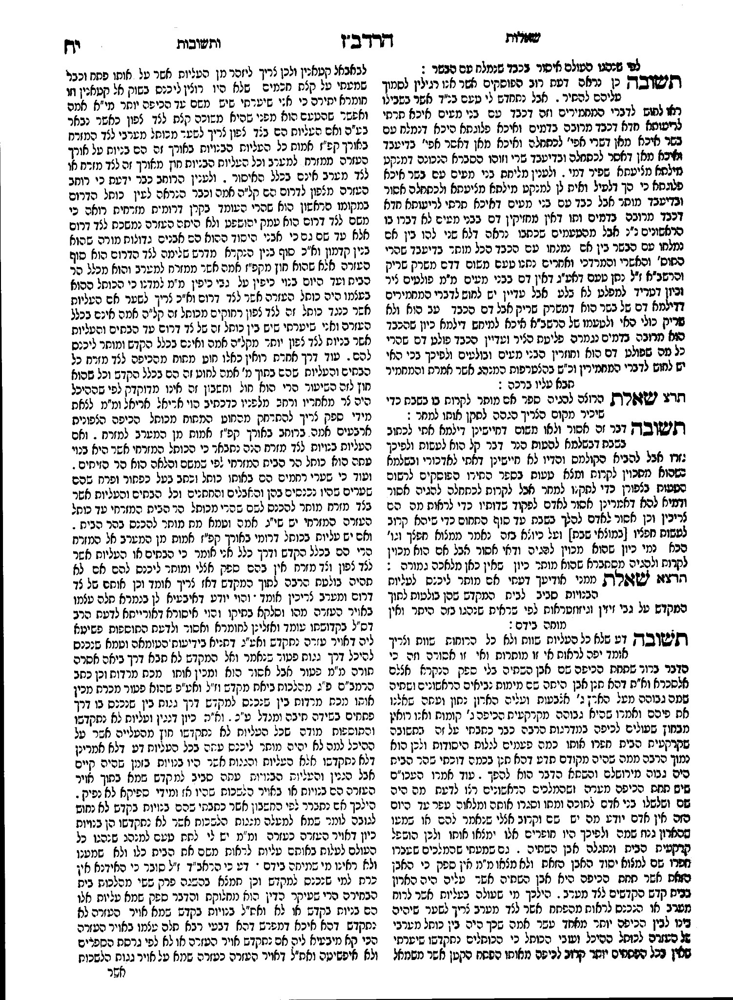 שאלות
הרדב״ז
ותשובות
יח
לפי שנהגו העולם איסור בכבד שנמלח עם הבשר :
תשובה כן נראה דעת רוב הפוסקים אשר אנו רגילין לסמוך
עליהם להתיר . אבל נתחדש לי טעם בנ״ד אשר בשבילו
ראוי לחוש לדברי המחמירים וזה דכבד עם בני מעים איכא תרתי
לריעותא חדא דכבד מרובה בדמים ואיכא פלוגתא היכא דנמלח עם
בשר איכא מאן דשרי אפי׳ לכתחלה ואיכא מאן דאסר אפי׳ בדיעבד
ואיכא מאן דאסר לכתחלה ובדיעבד שרי וזוהו הסברא הנכונה דמנקט
מילתא מציעתא שפיר דמי . ולענין מליחת בני מעים עם בשר איכא
פלוגתא כי הך דלעיל ואית לן למנקט מילתא מציעתא ולכתחלה אסור
ובדיעבד מותר אבל כבד עם בני מעים דאיכא תרתי לריעותא חדא
דכבד מרובה בדמים ותו דאין מחזיקין דם בבני מעים לא דברו בו
הראשונים נ״נ אבל מהטעמים שכתבו נראה דלא שני להו בין אם
נמלחו עם הבשר בין אם נמלחו עם הכבד הכל מותר בדיעבד שהרי
התוס׳ והאשרי והמרדכי ואחרים נתנו טעם משום דדם משרק שריק
והרשב״א ז״ל נתן טעם דאע״ג דאין דם בבני מעים מ״מ פולטים ציר
וכיון דטריד למפלט לא בלע אבל עדיין יש לחוש לדברי המחמירים
דדילמא דם של בשר הוא דמשרק שריק אבל דם הכבד עב הוא ולא
שריק כולי האי ולטעמו של הרשב״א איכא למיחש דילמא כיון שהכבד
הוא מרובה בדמים נגמרה פליטת הציר ועדיין הכבד פולט דם שהרי
כל מה שפולט דם הוא וחוזרין הבני מעים ובולעים ולפיכך בכי האי
יש לחוש לדברי המחמירין וכ״ש בהצטרפות המנהג אשר אמרת והמחמיר
תבא עליו ברכה :
תרצ שאלת הרוצה להגיה ספר אם מותר לקרות בו בשבת כדי
שיכיר מקום הצריך הגהה לתקן אותו למחר :
תשובה דבר זה אסור ולאו משום דחיישינן דילמא אתי לכתוב
בשבת דבשלמא להטות הנר דבר קל הוא לעשות ולפיכך
גזרו אבל להביא הקולמס והדיו לא חיישינן דאתי לאדכורי ובשלמא
כשהוא מתכוין לקרות ומצא טעות בספר התירו הפוסקים לרשום
הטעות בצפורן כדי לתקנו למחר אבל לקרות לכתחלה להגיה אסור
ודמיא להא דאמרינן אסור לאדם לפקוד שדותיו כדי לראות מה הם
צריכין וכן אסור לאדם להלך בשבת עד סוף התחום כדי שיהא קרוב
לעשות חפציו [במוצאי שבת] ועל כיוצא בזה נאמר ממצוא חפצך וגו׳
הכא נמי כיון שהוא מכוין להגיה ודאי אסור אבל אם הוא מכוין
לקרות ולהגיה מסתברא שהוא מותר כיון שאין כאן מלאכה גמורה :
תרצא שאלת ממני אודיעך דעתי אם מותר ליכנס לעליות
הבנויות סביב לבית המקדש שהן בולטות לתוך
המקדש על גבי זיזין וגיזוזטראות לפי שראית שנהגו בזה היתר ואין
מוחה בידם :
תשובה דע שלא כל העליות שוות ולא כל הרוחות שוות וצריך
אומד יפה לראות אי זו מותרות ואי זו אסורה וזה כי
הדבר ברור שתחת הכיפה שם אבן השתיה בלי ספק הנקרא אצלם
אלסכרא וא״ת דהא תנן אבן היתה שם מימות נביאים הראשונים ושתיה
שמה גבוהה מעל הארץ ג׳ אצבעות ועליה הארון נתון ועתה שאלנו
את פיהם ואמרו שהיא גבוהה מקרקעית הכיפה ג׳ קומות ואנו רואין
מבחוץ שעולים לכיפה במדרגות הרבה כבר כתבתי על זה בתשובה
שקרקעית הבית חפרו אותו כמה פעמים לגלות היסודות ולכן הוא
נמוך הרבה ממה שהיה מקודם תדע דהא תנן בכמה דוכתי שהר הבית
היה גבוה מירושלם והשתא הדבר הוא להפך . עוד אמרו העכו״ם
שיש תחת הכיפה מערה ושהמלכים הראשונים רצו לדעת מה היה
שם ושלשלו בני אדם לתוכה ומתו וסגרו אותה ומלאוה עפר עד היום
הזה אין אדם יודע מה יש שם וקרוב אצלי שנאמר להם או שמעו
שהארון גנוז שמה ולפיכך היו חופרים אלו ימצאו אותו ולכן הושפל
קרקעית הבית ונתגלה אבן השתיה . גם שמעתי שהמלכים שעברו
חפרו שם למצוא יסוד האבן הזאת ולא מצאו מ״מ אין ספק כי האבן
הזאת אשר תחת הכיפה היא אבן השתיה אשר עליה היה הארון
בבית קדש הקדשים לצד מערב . הילכך מי שעולה בעליות אשר לרוח
מערב או הנכנס לראות מהפתח אשר לצד מערב צריך לשער שיהיה
בינו לבין הכיפה יותר מאחד עשר אמה שכך היה בין כותל מערבי
של העזרה לכותל ההיכל ועובי הכותל כי הכותלים נתקדשו ושיערתי
שאין בכל הפתחים יותר קרוב לכיפה מאותו הפתח הקטן אשר משמאל
לבאבאל קטאנין ולכן צריך ליזהר מן העליות אשר על אותו פתח וכבר
שמעתי על קצת חכמים שלא היו רוצין ליכנס בשוק אל קטאנין וזו
חומרא יתירה כי אני שיערתי שיש משם עד הכיפה יותר מי״א אמה
ואפשר שהטעם הוא מפני שהיא משוכה קצת לצד צפון כאשר נבאר
בע״ה ואם העליות הם בצד צפון צריך לשער מכותל מערבי לצד המזרח
באורך קפ״ז אמות כל העליות הבנויות באורך זה הם בניות על אורך
העזרה ממזרח למערב וכל העליות הבניות חוץ מאורך זה לצד מזרח או
לצד מערב אינם בכלל האיסור . ולענין הרוחב כבר ידעת כי רוחב
העזרה מצפון לדרום הם קל״ה אמה וכבר הנראה לעין כותל הדרום
במקומו הראשון הוא שהרי העומד בקרן דרומית מזרחית רואה כי
משם לצד דרום הוא עמק יהושפט ולא היתה העזרה נמשכת לצד דרום
אלא עד שם גם כי אבני היסוד ההוא הם אבנים גדולות מורה שהוא
בנין קדמון וא״כ סוף בנין הנקרא מדרש שלימה לצד הדרום הוא סוף
העזרה אלא שהוא חוץ מקפ״ז אמה אשר ממזרח למערב והוא מכלל הר
הבית ועד היום בנוי כיפין על גבי כיפין מ״מ למדנו כי הכותל ההוא
בעצמו היה כותל העזרה אשר לצד דרום וא״כ צריך לשער אם העליות
אשר כנגד כותל זה לצד צפון רחוקים מכותל זה קל״ה אמה אינם בכלל
העזרה ואני שיערתי שיש בין כותל זה של צד דרום עד הבתים והעליות
אשר בניות לצד צפון יותר מקל״ה אמה ואינם בכלל הקדש ומותר ליכנס
להם . עוד דרך אחרת רואין כאלו חוט מתוח מהכיפה לצד מזרח כל
הבתים והעליות שהם בתוך מ׳ אמה לחוט זה הם בכלל הקדש וכל שהוא
חוץ לזה השיעור הרי הוא חול וחשבון זה אינו מדוקדק לפי שההיכל
היה צר מאחריו ורחב מלפניו כדכתיב הוי אריאל אריאל ומ״מ לצאת
מידי ספק צריך להתרחק מהחוט המתוח מכותל הכיפה הצפונית
ארבעים אמה ברוחב באורך קפ״ז אמות מן המערב למזרח . ואם
העליות בנויות לצד מזרח הנה נתבאר כי הכותל המזרחי אשר היא בנוי
עתה הוא כותל הר הבית המזרחי לפי שמשם והלאה הוא הר הזיתים .
ועוד כי שערי רחמים הם באותו כותל וכתב בעל כפתור ופרח שהם
שערים שהיו נכנסים בהן והאבלים והחתנים וכל הבתים והעליות אשר
בצד מזרח מותר להכנס לשם שהרי מכותל הר הבית המזרחי עד כותל
העזרה המזרחי יש שי״ג אמה וטמא מת מותר להכנס בהר הבית .
ואם יש עליות בכותל דרומי באורך קפ״ז אמות מן המערב אל המזרח
הרי הם בכלל הקדש ודרך כלל אני אומר כי הבתים או העליות אשר
לצד צפון וצד מזרח אין בהם ספק אצלי ומותר ליכנס להם אם לא
תהיה בולטת הרבה לתוך המקדש דאז צריך אומד וכן אותם של צד
דרום ומערב צריכין אומד . והוי יודע דאיבעיא לן בגמרא תלה עצמו
באויר העזרה מהו וסלקא בתיקו והוי איסורא דאורייתא לדעת הרב
דס״ל בקדושתו עומד ואזלינן לחומרא ואסור ולדעת התוספות פשיטא
ליה דאויר עזרה נתקדש ואע״ג דתניא בידיעות הטומאה וטמא שנכנס
להיכל דרך גגות פטור שנאמר ואל המקדש לא תבא דרך ביאה אסרה
תורה מ״מ פטור אבל אסור הוא ומכין אותו מכת מרדות וכן כתב
הרמב״ם פ״ג מהלכות ביאת מקדש וז״ל ואע״פ שהוא פטור מכרת מכין
אותו מכת מרדות בין שנכנס למקדש דרך גגות בין שנכנס בו דרך
פתחים בשידה תיבה ומגדל ע״כ . וא״ת כיון דגגין ועליות לא נתקדשו
והתוספות מודה שכל העליות לא נתקדשו חוץ מהעלייה אשר על
ההיכל למה לא יהיה מותר ליכנס עתה בכל העליות דע דלא אמרינן
דלא נתקדשו אלא העליות והגגות אשר היו בנויות בזמן שהיה קיים
אבל הגגין והעליות הבנויות עתה סביב למקדש שמא בתוך אויר
העזרה הם בנויות או באויר הלשכות שהיו אז ומידי ספיקא לא נפיק .
הילכך אם נתברר לפי החשבון אשר כתבתי שהם בנויות בקדש לא נחוש
לגובה לומר שמא למעלה מגגות הלשכות אשר לא נתקדשו הן בנויות
כיון דאויר העזרה כעזרה ומ״מ יש לי לתת טעם למנהג שנהגו כל
העולם לעלות באותם עליות לראות משם את הבית כלו ולא שמענו
ולא ראינו מי שמיחה בידם . דע כי הראב״ד ז״ל סובר כי האידנא אין
כרת למי שנכנס למקדש וכן תמצא בהשגה פרק ששי מהלכות בית
הבחירה הרי שעיקר הדין הוא מחלוקת והדבר ספק שמא עליות אלו
הם בניות בקדש או לא ואת״ל בנויות בקדש שמא אויר העזרה לא
נתקדש דהא איכא דמפרש דהא דבעי רבא תלה עצמו באויר העזרה
הכי קא מיבעיא ליה אם נתקדש אויר העזרה או לא לפי גרסת הספרים
ולא איפשיטה ואת״ל דאויר העזרה כעזרה שמא על אויר גגות הלשכות
אשר